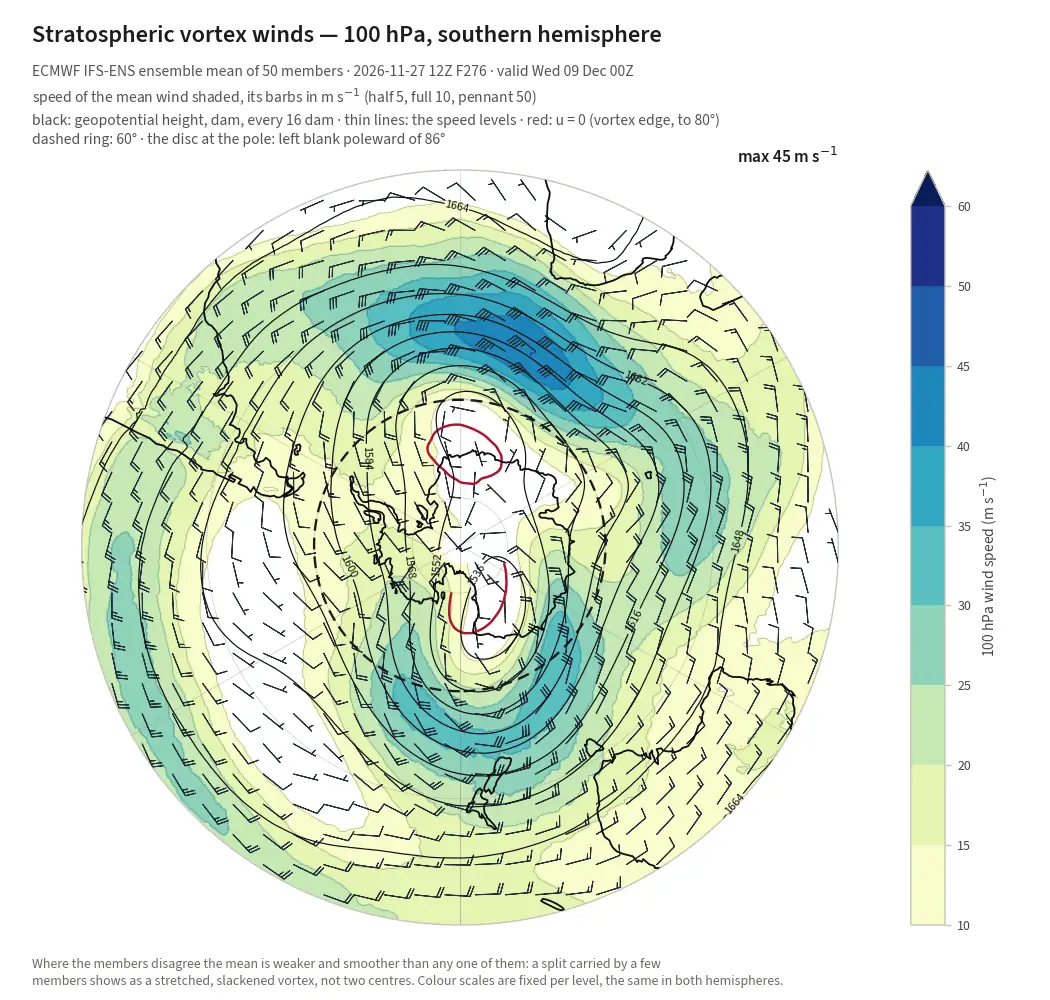 Stratospheric vortex winds — 100 hPa, southern hemisphere
ECMWF IFS-ENS ensemble mean of 50 members · 2026-11-27 12Z F276 · valid Wed 09 Dec 00Z
speed of the mean wind shaded, its barbs in m s⁻¹ (half 5, full 10, pennant 50)
black: geopotential height, dam, every 16 dam · thin lines: the speed levels · red: u = 0 (vortex edge, to 80°)
dashed ring: 60° · the disc at the pole: left blank poleward of 86°
max 45 m s⁻¹
1664
1584
1648
1600
1568
1552
1664
60
50
45
40
35
30
25
20
15
10
100 hPa wind speed (m s⁻¹)
Where the members disagree the mean is weaker and smoother than any one of them: a split carried by a few
members shows as a stretched, slackened vortex, not two centres. Colour scales are fixed per level, the same in both hemispheres.